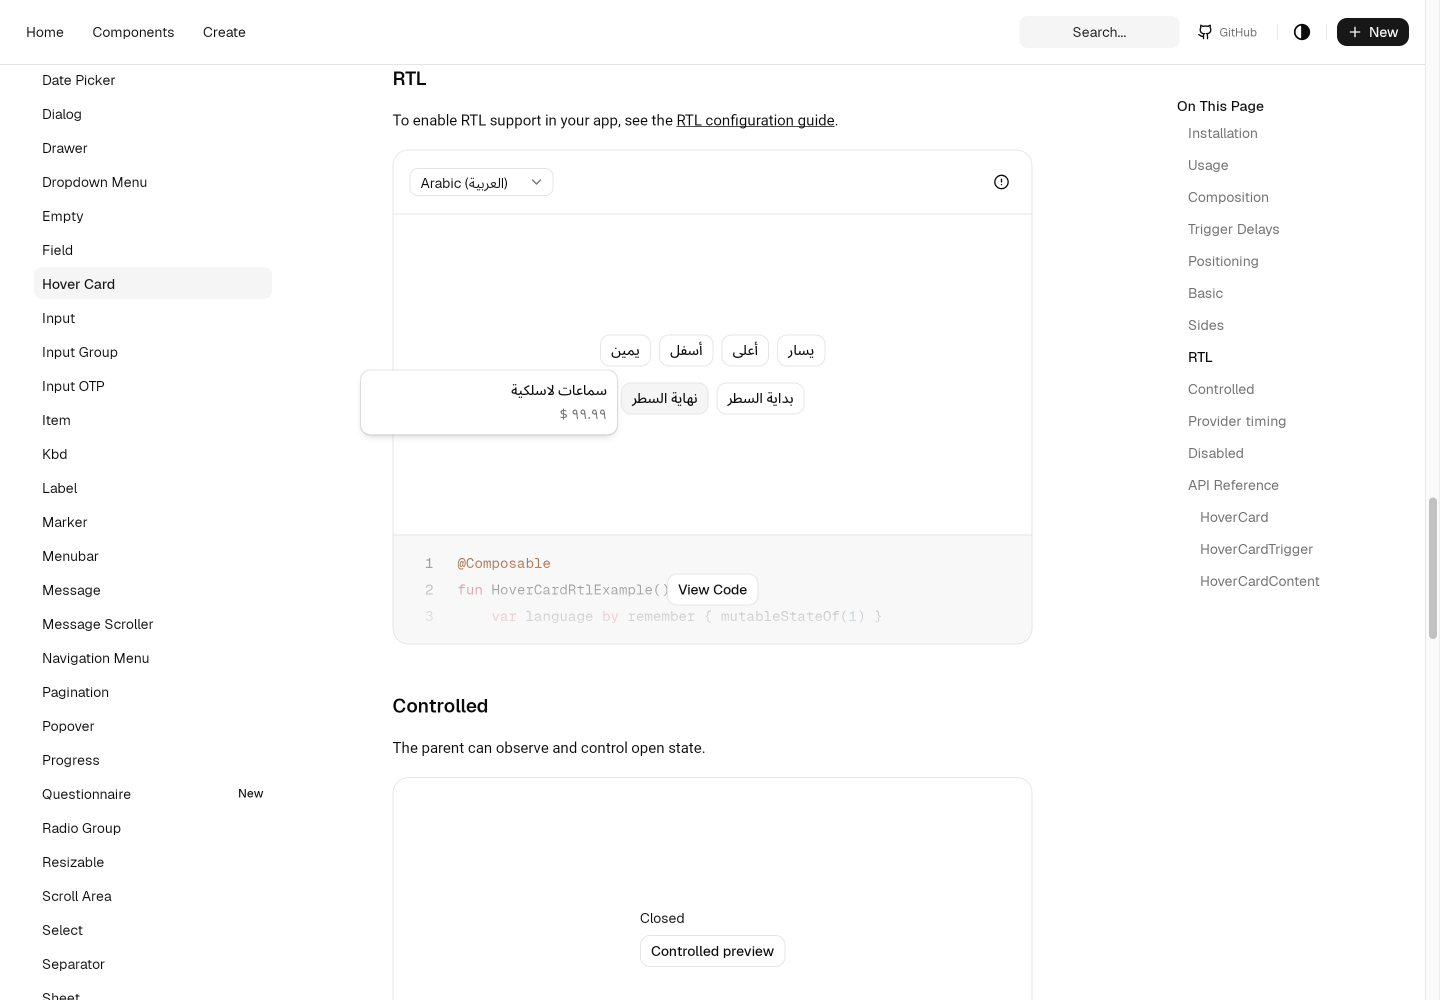 Home
Components
Create
Search...
GitHub
New
Date Picker
Dialog
Drawer
Dropdown Menu
Empty
Field
Hover Card
Input
Input Group
Input OTP
Item
Kbd
Label
Marker
Menubar
Message
Message Scroller
Navigation Menu
Pagination
Popover
Progress
Questionnaire New
Radio Group
Resizable
Scroll Area
Select
Separator
Sheet
RTL
To enable RTL support in your app, see the RTL configuration guide.
Arabic (العربية)
يسار
أعلى
أسفل
يمين
بداية السطر
نهاية السطر
سماعات لاسلكية
٩٩.٩٩ $
1 @Composable
2 fun HoverCardRtlExample()
View Code
3 var language by remember { mutableStateOf(1) }
Controlled
The parent can observe and control open state.
Closed
Controlled preview
On This Page
Installation
Usage
Composition
Trigger Delays
Positioning
Basic
Sides
RTL
Controlled
Provider timing
Disabled
API Reference
HoverCard
HoverCardTrigger
HoverCardContent